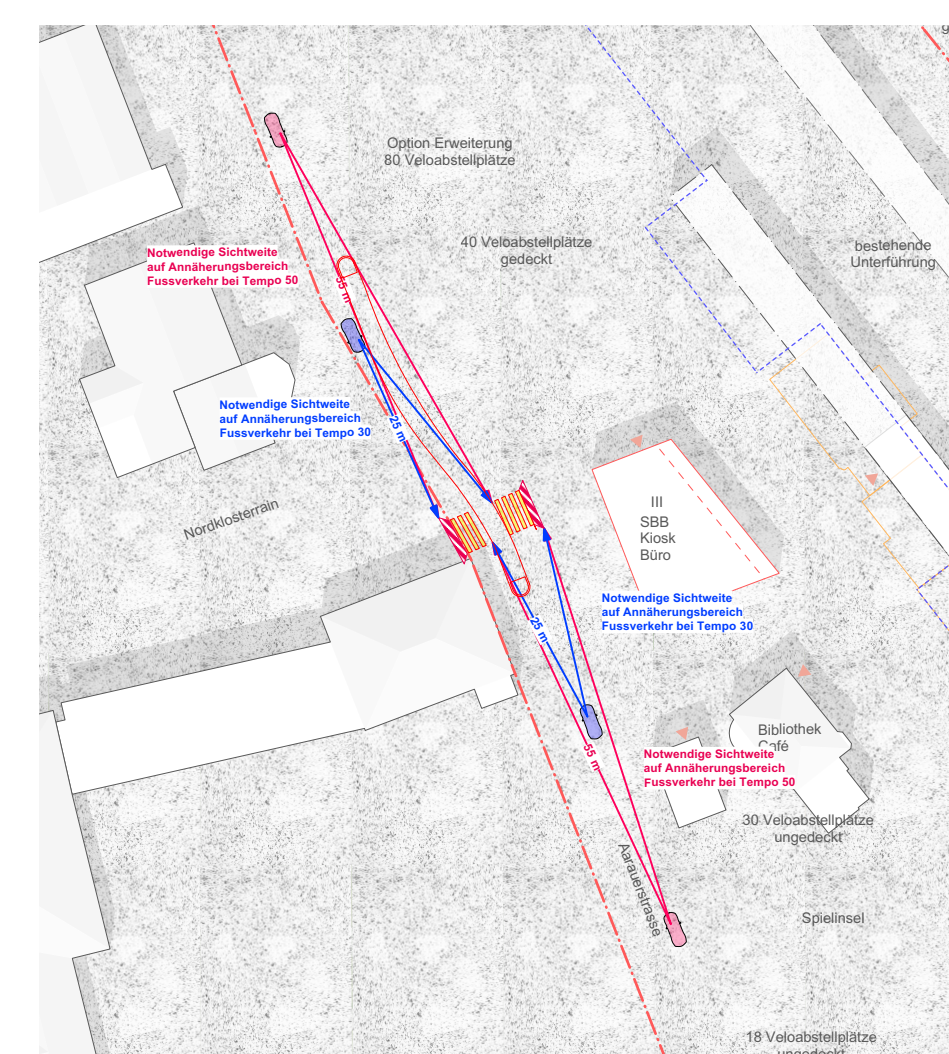 9
Option Erweiterung
80 Veloabstellplätze
40 Veloabstellplätze
gedeckt
bestehende
Unterführung
Notwendige Sichtweite
auf Annäherungsbereich
Fussverkehr bei Tempo 50
55 m
Notwendige Sichtweite
auf Annäherungsbereich
Fussverkehr bei Tempo 30
25 m
Nordklosterrain
III
SBB
Kiosk
Büro
Notwendige Sichtweite
auf Annäherungsbereich
Fussverkehr bei Tempo 30
25 m
Bibliothek
Café
55 m
Notwendige Sichtweite
auf Annäherungsbereich
Fussverkehr bei Tempo 50
30 Veloabstellplätze
ungedeckt
Aarauerstrasse
Spielinsel
18 Veloabstellplätze
ungedeckt